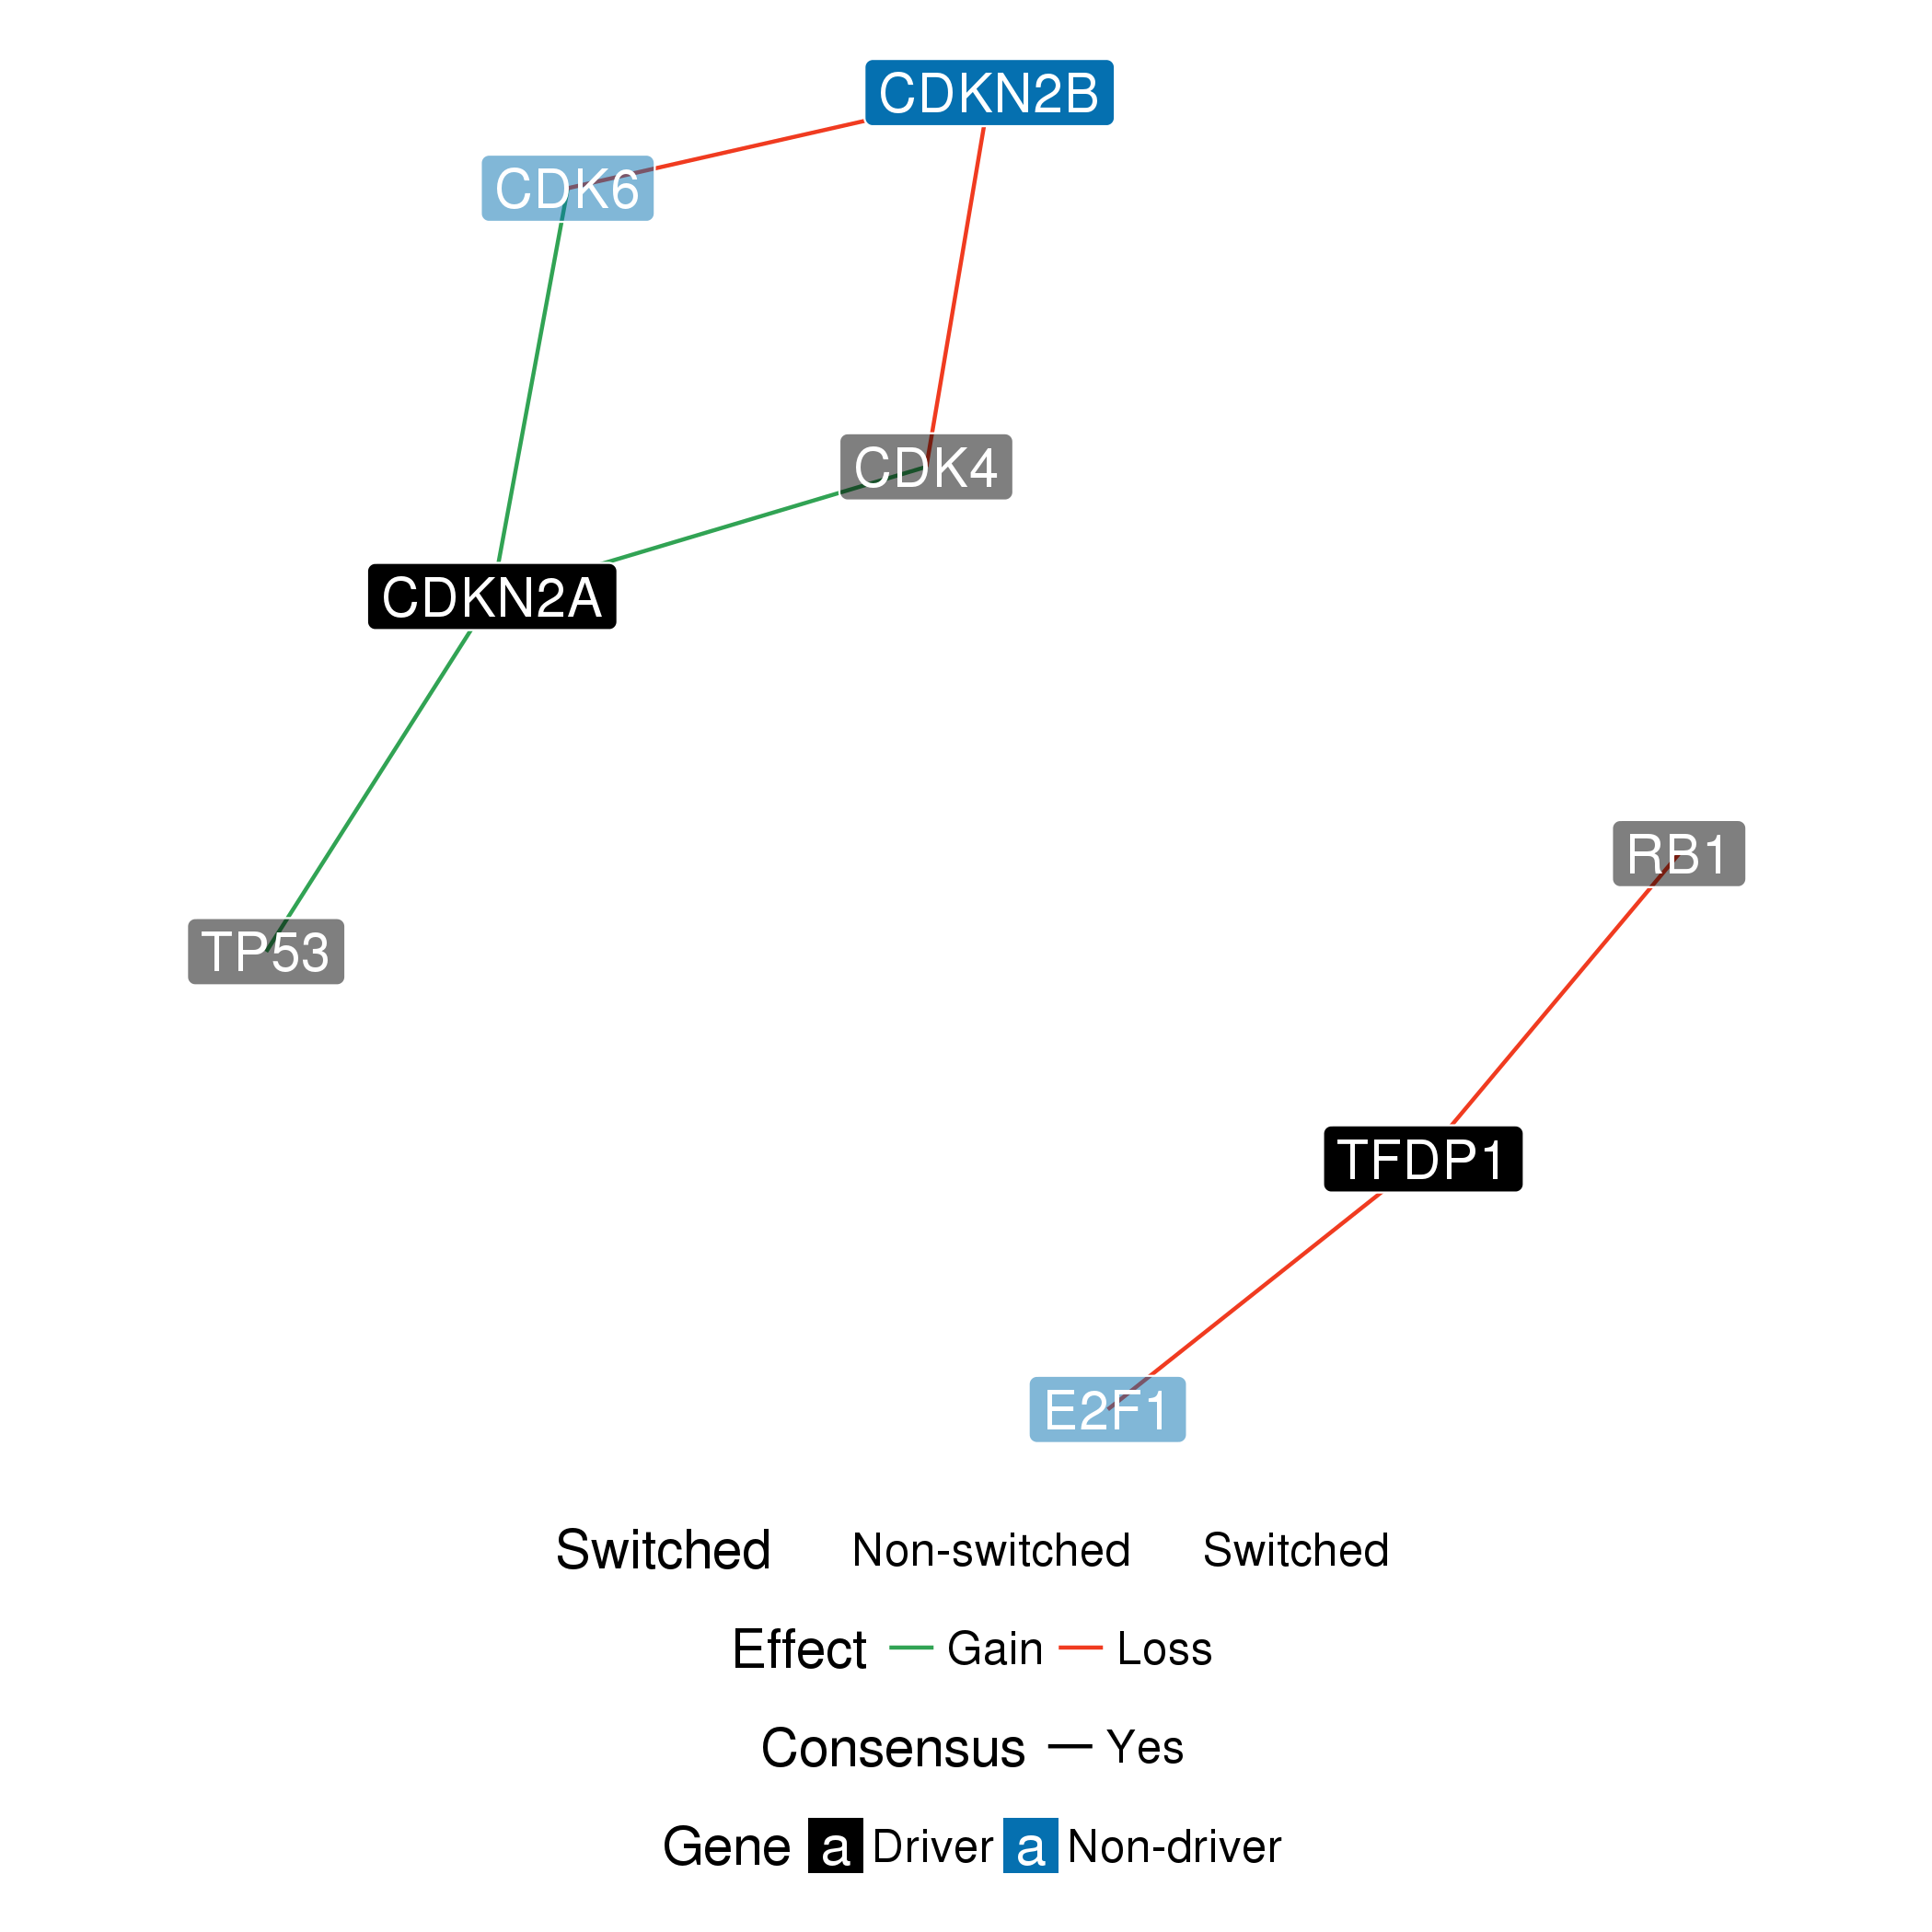 CDKN2B
CDK6
CDK4
CDKN2A
RB1
TP53
TFDP1
E2F1
Switched Non-switched Switched
Effect Gain Loss
Consensus Yes
Gene a Driver a Non-driver